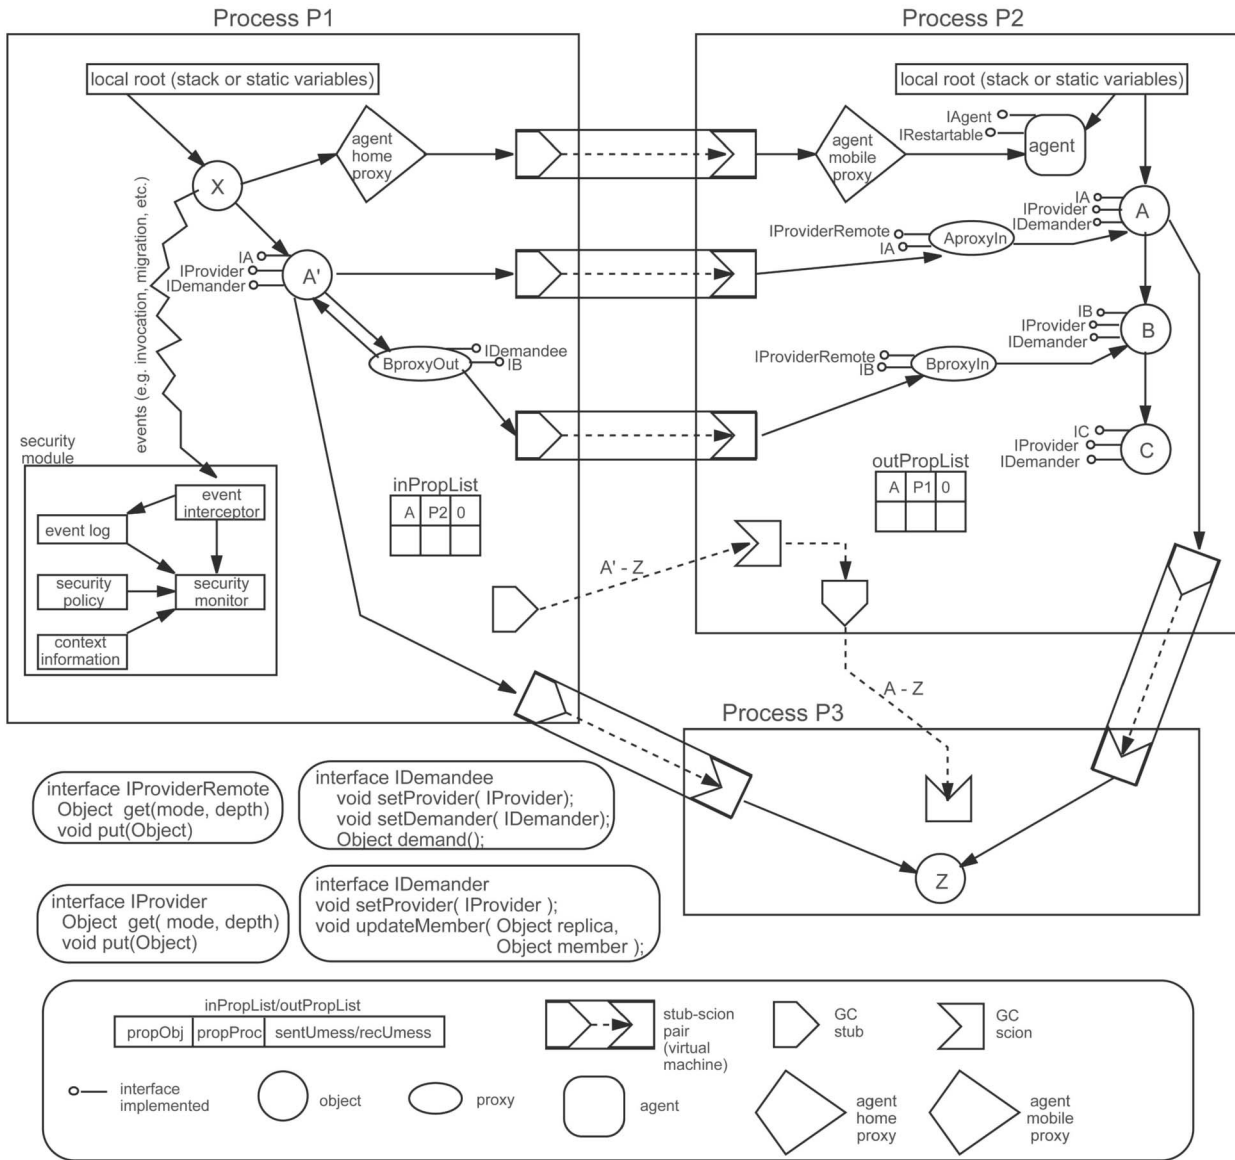 Process P1
Process P2
local root (stack or static variables)
local root (stack or static variables)
agent
home
proxy
agent
mobile
proxy
IAgent
IRestartable
agent
X
events (e.g. invocation, migration, etc.)
IA
IProvider
IDemander
A'
IProviderRemote
IA
AproxyIn
IA
IProvider
IDemander
A
BproxyOut
IDemandee
IB
IProviderRemote
IB
BproxyIn
IB
IProvider
IDemander
B
IC
IProvider
IDemander
C
security
module
event
interceptor
event log
security
policy
security
monitor
context
information
inPropList
A P2 0
outPropList
A P1 0
A' - Z
A - Z
Process P3
Z
interface IProviderRemote
Object get(mode, depth)
void put(Object)
interface IDemandee
void setProvider( IProvider);
void setDemander( IDemander);
Object demand();
interface IProvider
Object get( mode, depth)
void put(Object)
interface IDemander
void setProvider( IProvider );
void updateMember( Object replica,
Object member );
inPropList/outPropList
propObj propProc sentUmess/recUmess
stub-scion
pair
(virtual
machine)
GC
stub
GC
scion
interface
implemented
object
proxy
agent
agent
home
proxy
agent
mobile
proxy